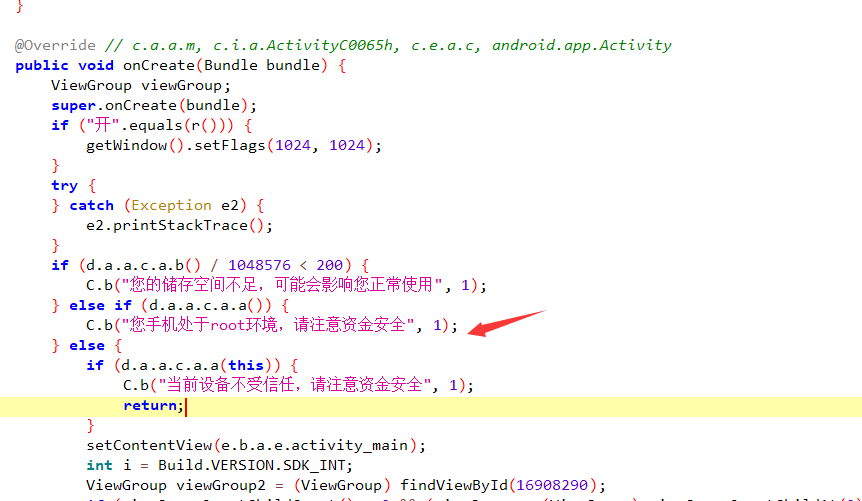 }
@Override // c.a.a.m, c.i.a.ActivityC0065h, c.e.a.c, android.app.Activity
public void onCreate(Bundle bundle) {
ViewGroup viewGroup;
super.onCreate(bundle);
if ("开".equals(r())) {
getWindow().setFlags(1024, 1024);
}
try {
} catch (Exception e2) {
e2.printStackTrace();
}
if (d.a.a.c.a.b() / 1048576 < 200) {
C.b("您的储存空间不足，可能会影响您正常使用", 1);
} else if (d.a.a.c.a.a()) {
C.b("您手机处于root环境，请注意资金安全", 1);
} else {
if (d.a.a.c.a.a(this)) {
C.b("当前设备不受信任，请注意资金安全", 1);
return;
}
setContentView(e.b.a.e.activity_main);
int i = Build.VERSION.SDK_INT;
ViewGroup viewGroup2 = (ViewGroup) findViewById(16908290);